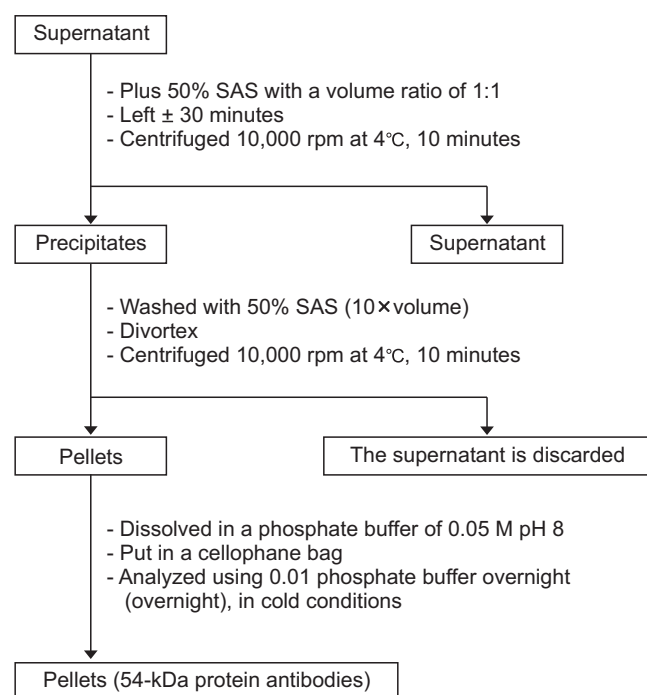 Supernatant
- Plus 50% SAS with a volume ratio of 1:1
- Left ± 30 minutes
- Centrifuged 10,000 rpm at 4℃, 10 minutes
Precipitates
Supernatant
- Washed with 50% SAS (10×volume)
- Divortex
- Centrifuged 10,000 rpm at 4℃, 10 minutes
Pellets
The supernatant is discarded
- Dissolved in a phosphate buffer of 0.05 M pH 8
- Put in a cellophane bag
- Analyzed using 0.01 phosphate buffer overnight
(overnight), in cold conditions
Pellets (54-kDa protein antibodies)